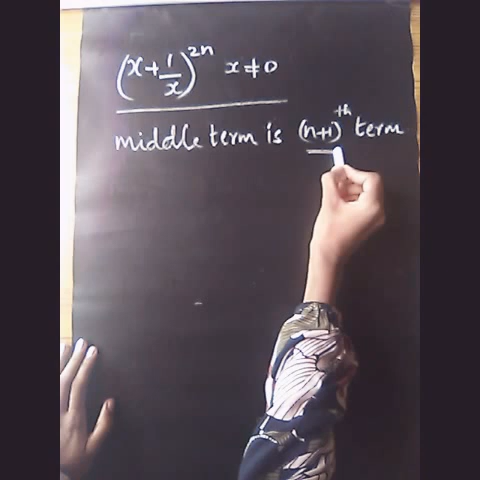 (x+1/x)^2n x≠0
middle term is (n+1)^th term